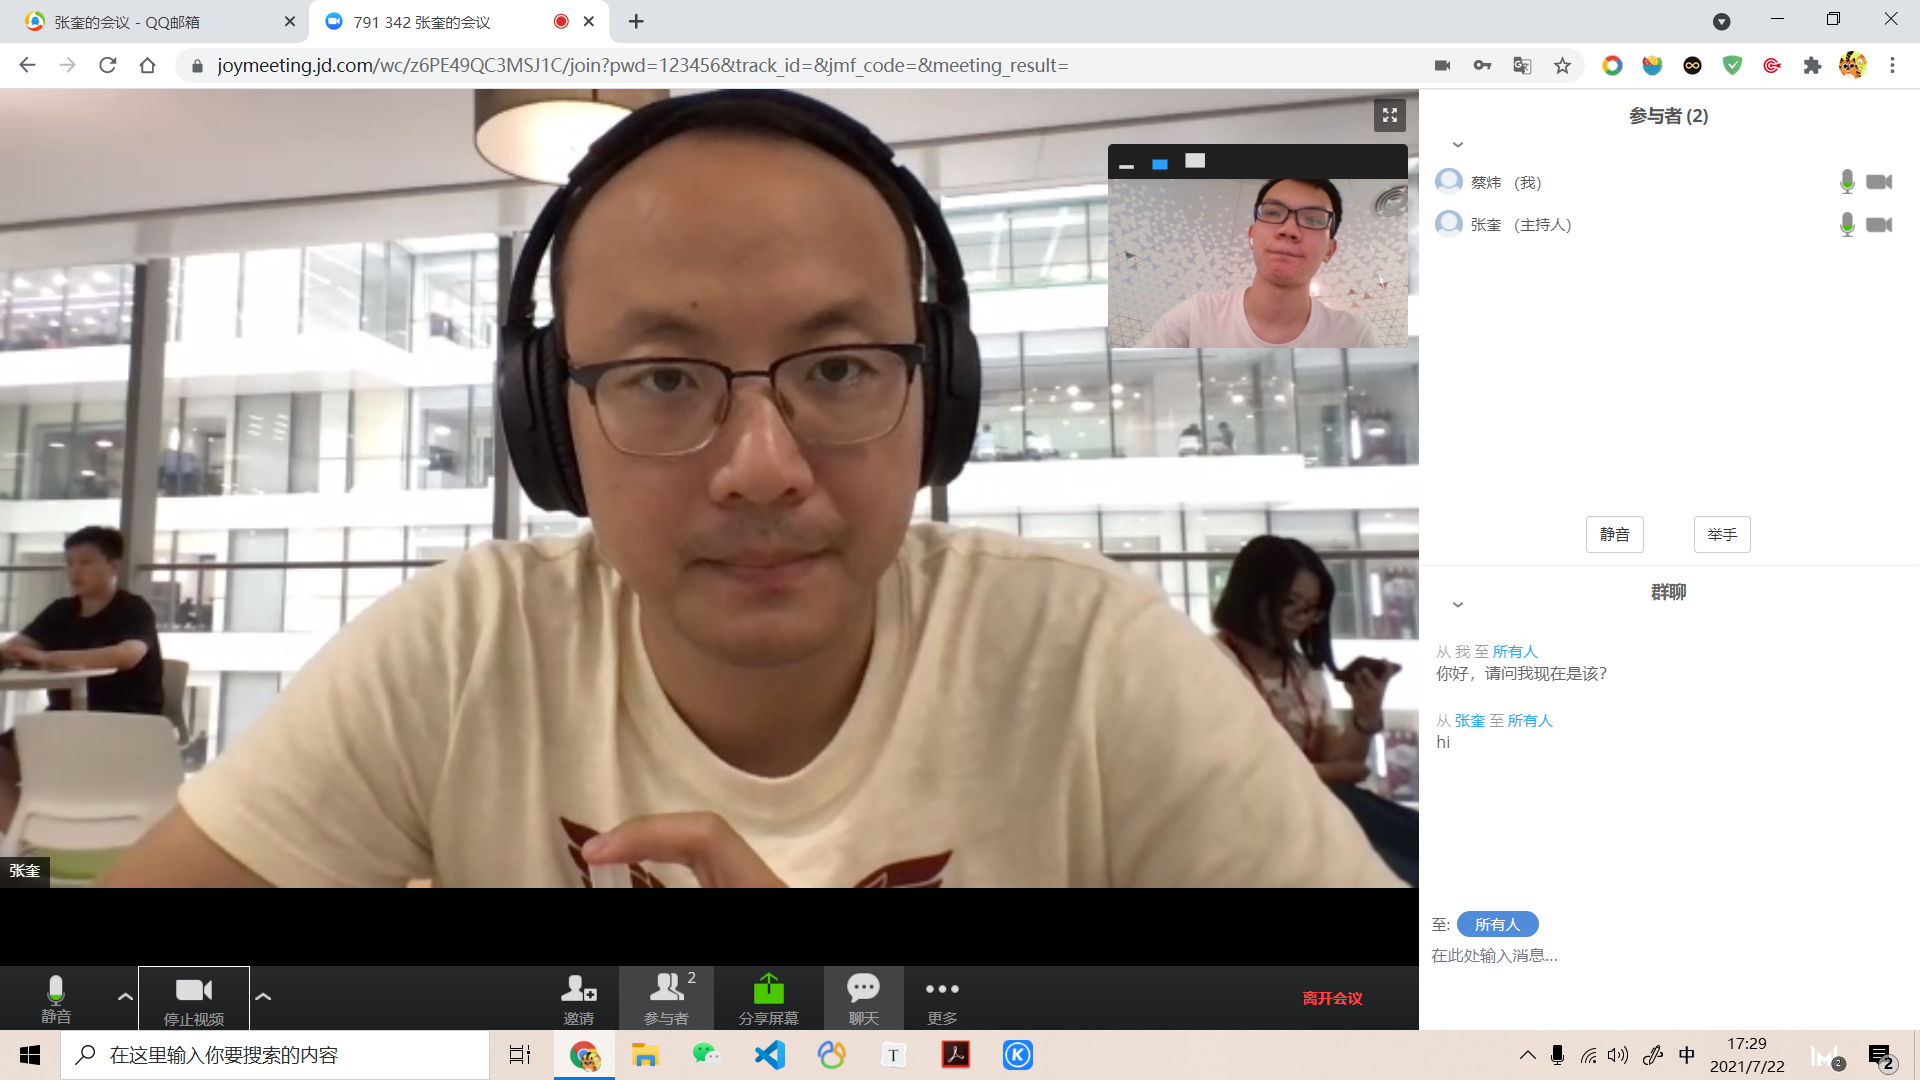 张奎的会议 - QQ邮箱
791 342 张奎的会议
joymeeting.jd.com/wc/z6PE49QC3MSJ1C/join?pwd=123456&track_id=&jmf_code=&meeting_result=
参与者 (2)
蔡炜 （我）
张奎 （主持人）
静音 举手
群聊
从 我 至 所有人
你好，请问我现在是该？
从 张奎 至 所有人
hi
张奎
至: 所有人
在此处输入消息...
静音 停止视频 邀请 参与者 2 分享屏幕 聊天 更多 离开会议
在这里输入你要搜索的内容
中
17:29
2021/7/22
2
2